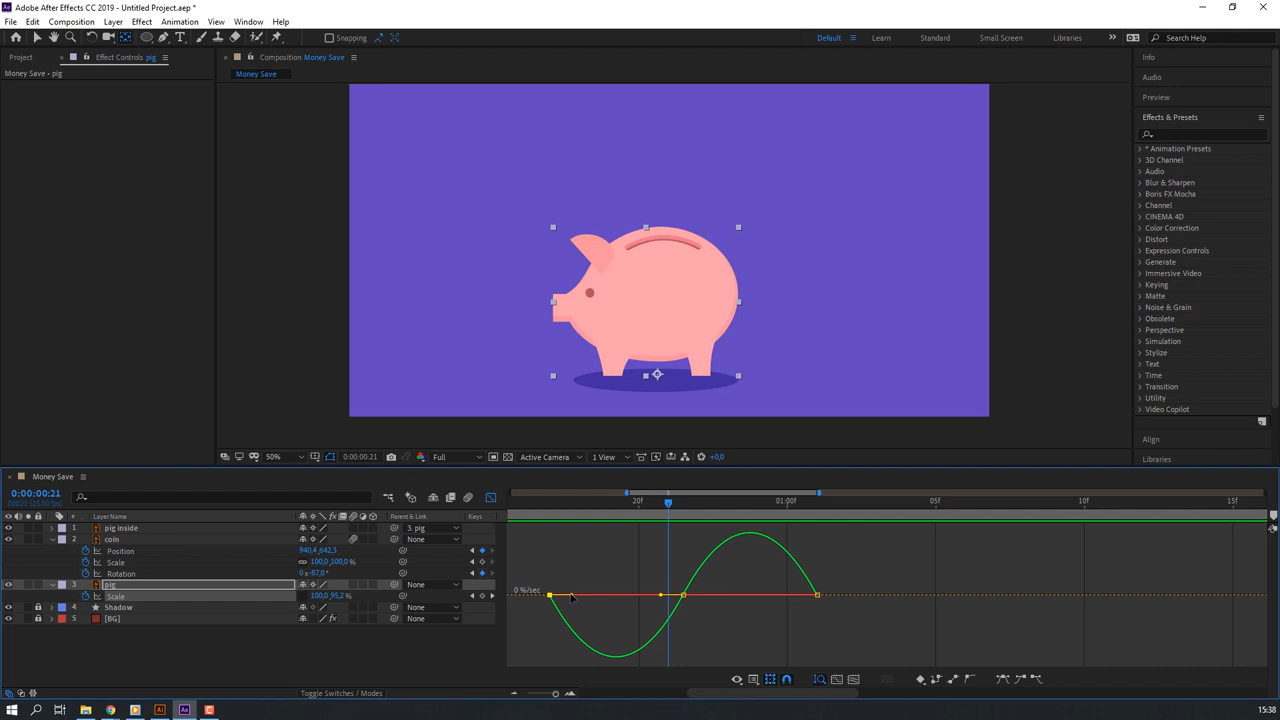 Adobe After Effects CC 2019 - Untitled Project.aep *
File Edit Composition Layer Effect Animation View Window Help
Snapping
Default Learn Standard Small Screen Libraries Search Help
Project Effect Controls pig
Money Save • pig
Composition Money Save
Money Save
Info
Audio
Preview
Effects & Presets
* Animation Presets
3D Channel
Audio
Blur & Sharpen
Boris FX Mocha
Channel
CINEMA 4D
Color Correction
Distort
Expression Controls
Generate
Immersive Video
Keying
Matte
Noise & Grain
Obsolete
Perspective
Simulation
Stylize
Text
Time
Transition
Utility
Video Copilot
Align
Libraries
50% 0:00:00:21 Full Active Camera 1 View +0,0
Money Save
0:00:00:21
20f 01:00f 05f 10f 15f
# Layer Name Parent & Link Keys
1 pig inside 3. pig
2 coin None
Position 940,4,642,3
Scale 100,0,100,0%
Rotation 0x-87,0°
3 pig None
Scale 100,0,95,2%
4 Shadow None
5 [BG] None
0 %/sec
Toggle Switches / Modes
15:38